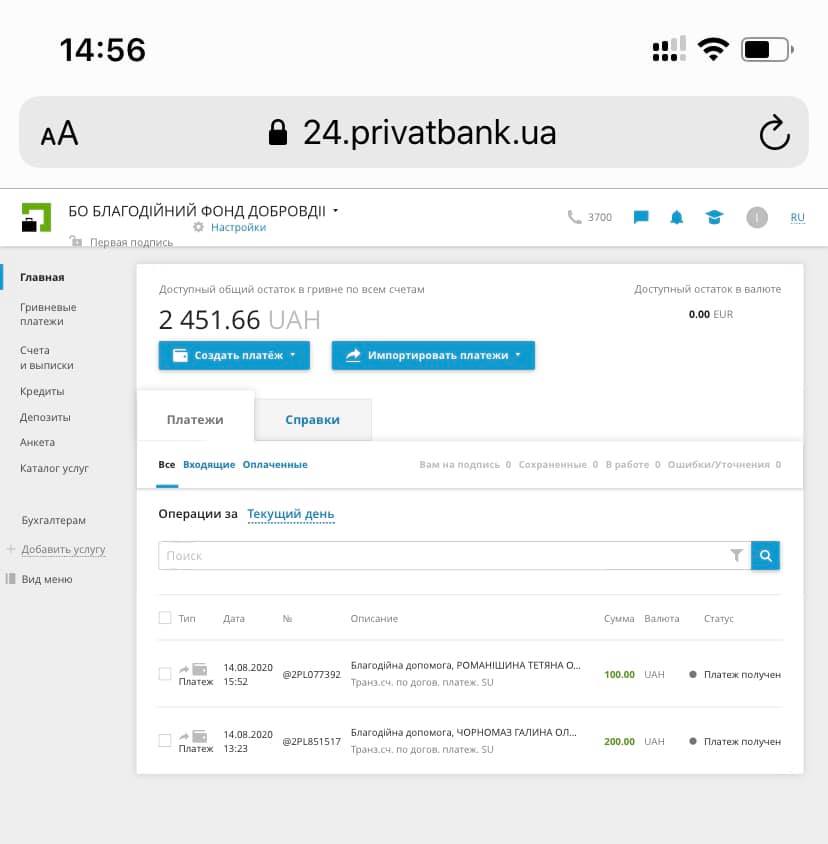 14:56
AA 24.privatbank.ua
БО БЛАГОДІЙНИЙ ФОНД ДОБРОВДІІ
Настройки
Первая подпись
3700
I
RU
Главная
Гривневые
платежи
Счета
и выписки
Кредиты
Депозиты
Анкета
Каталог услуг
Бухгалтерам
+ Добавить услугу
Вид меню
Доступный общий остаток в гривне по всем счетам
2 451.66 UAH
Доступный остаток в валюте
0.00 EUR
Создать платёж
Импортировать платежи
Платежи
Справки
Все Входящие Оплаченные
Вам на подпись 0 Сохраненные 0 В работе 0 Ошибки/Уточнения 0
Операции за Текущий день
Поиск
Тип Дата № Описание Сумма Валюта Статус
Платеж
14.08.2020
15:52
@2PL077392
Благодійна допомога, РОМАНІШИНА ТЕТЯНА О...
Транз.сч. по догов. платеж. SU
100.00 UAH
Платеж получен
Платеж
14.08.2020
13:23
@2PL851517
Благодійна допомога, ЧОРНОМАЗ ГАЛИНА ОЛ...
Транз.сч. по догов. платеж. SU
200.00 UAH
Платеж получен